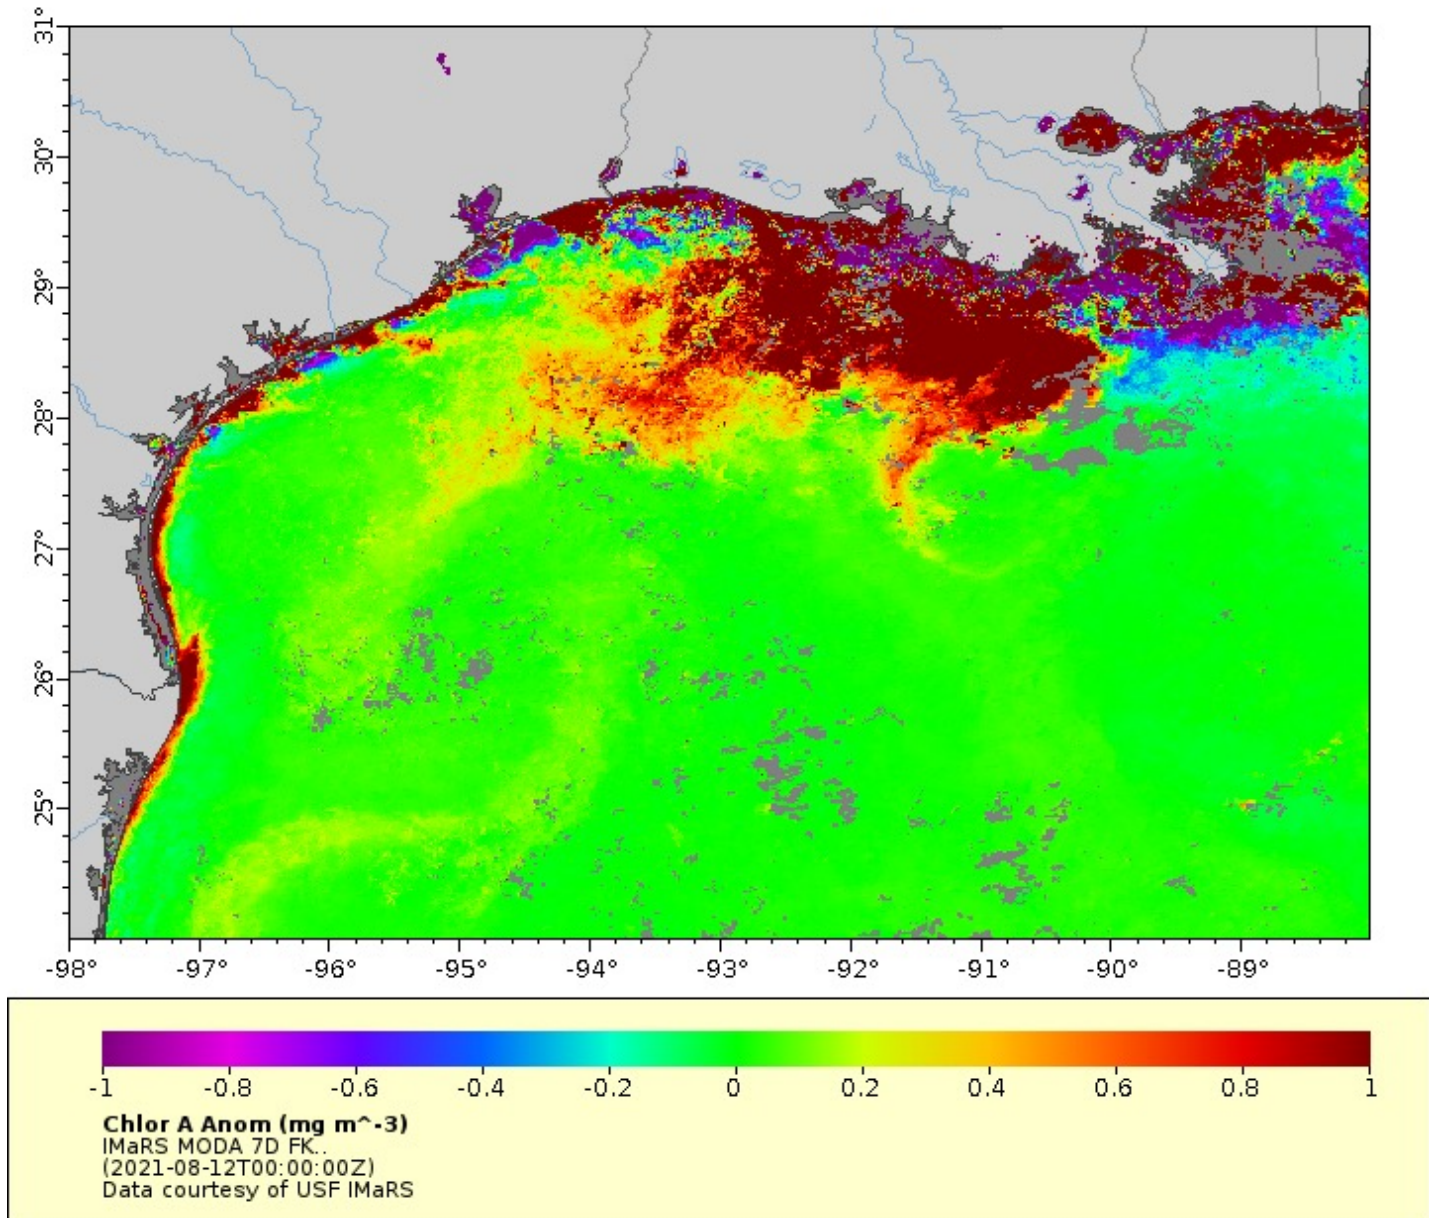 31°
30°
29°
28°
27°
26°
25°
-98° -97° -96° -95° -94° -93° -92° -91° -90° -89°
-1 -0.8 -0.6 -0.4 -0.2 0 0.2 0.4 0.6 0.8 1
Chlor A Anom (mg m^-3)
IMaRS MODA 7D FK..
(2021-08-12T00:00:00Z)
Data courtesy of USF IMaRS